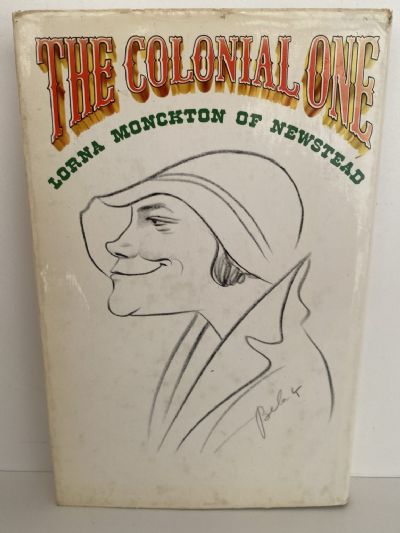 THE COLONIAL ONE
LORNA MONCKTON OF NEWSTEAD